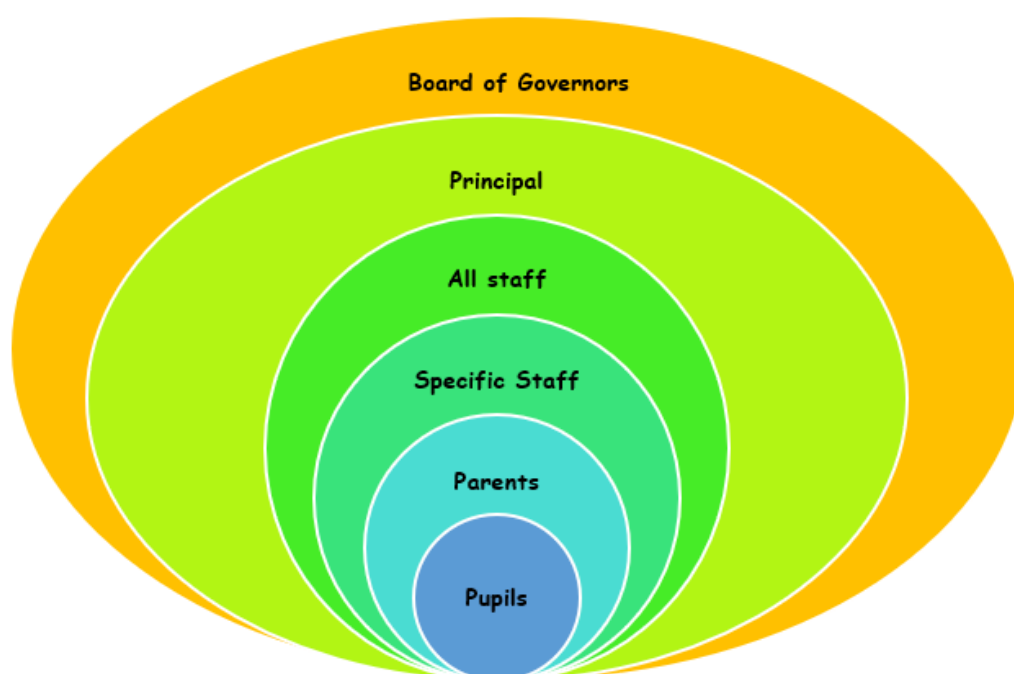 Board of Governors
Principal
All staff
Specific Staff
Parents
Pupils